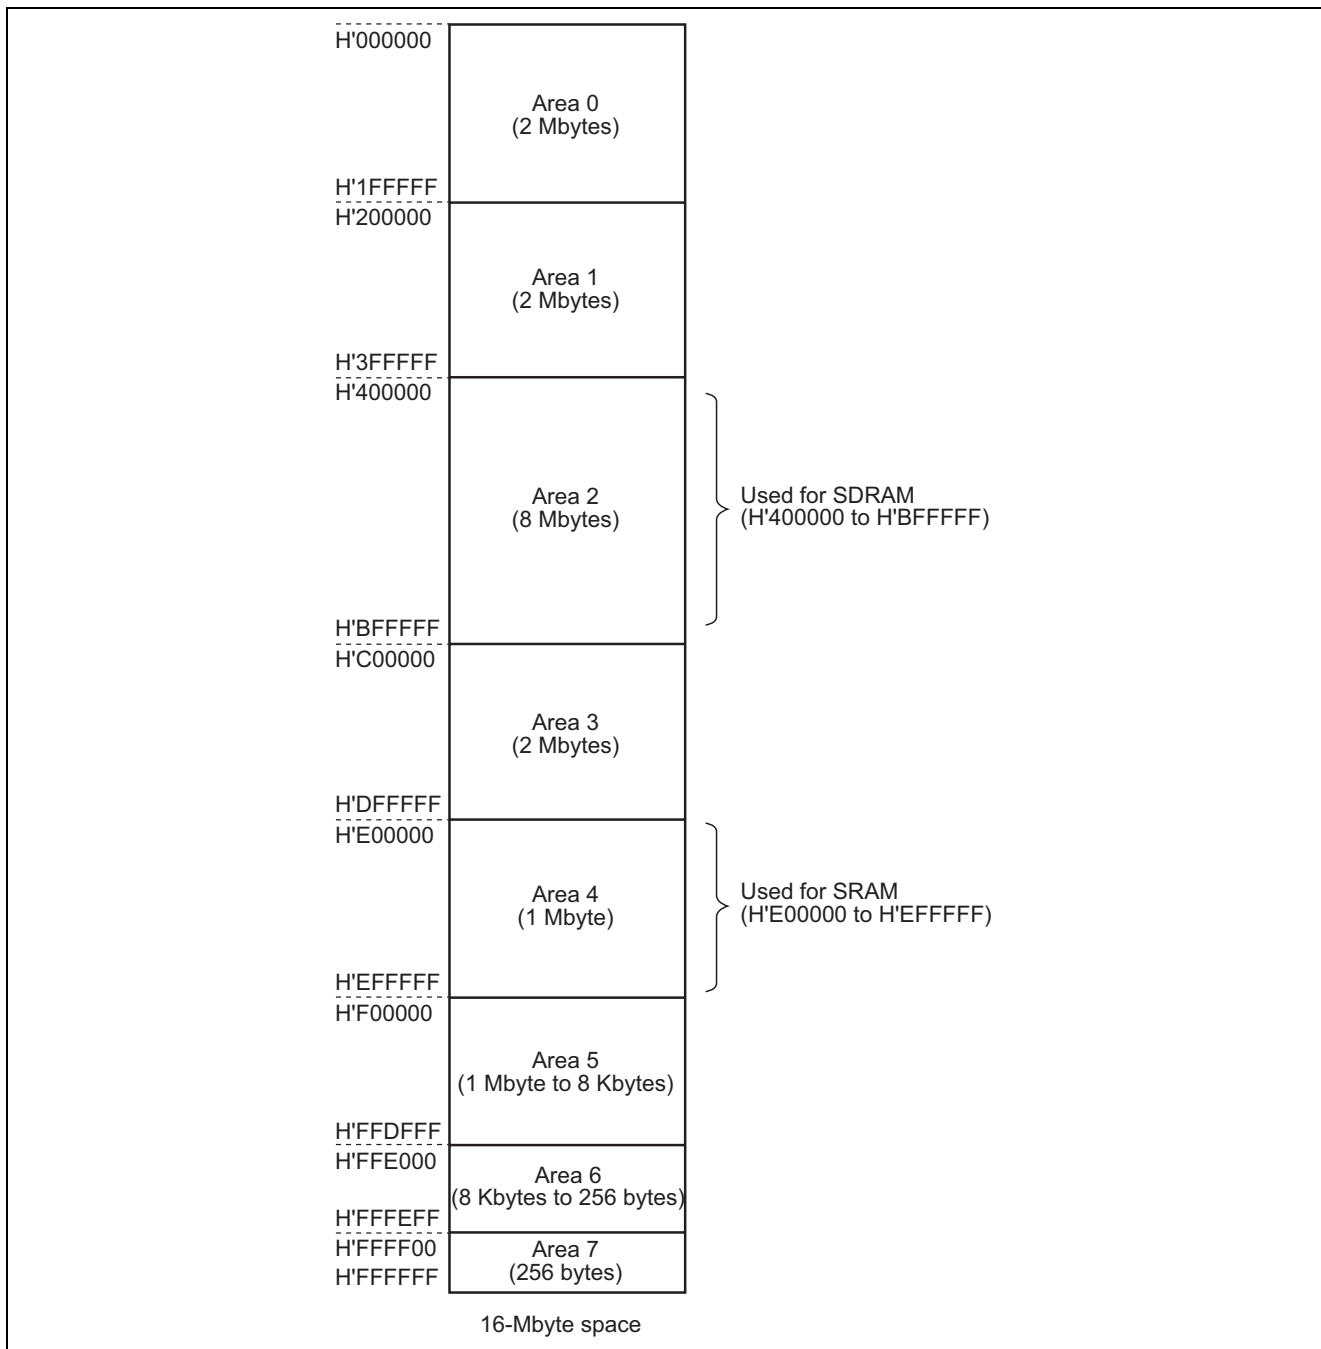 H'000000
Area 0
(2 Mbytes)
H'1FFFFF
H'200000
Area 1
(2 Mbytes)
H'3FFFFF
H'400000
Area 2
(8 Mbytes)
Used for SDRAM
(H'400000 to H'BFFFFF)
H'BFFFFF
H'C00000
Area 3
(2 Mbytes)
H'DFFFFF
H'E00000
Area 4
(1 Mbyte)
Used for SRAM
(H'E00000 to H'EFFFFF)
H'EFFFFF
H'F00000
Area 5
(1 Mbyte to 8 Kbytes)
H'FFDFFF
H'FFE000
Area 6
(8 Kbytes to 256 bytes)
H'FFFEFF
H'FFFF00
Area 7
(256 bytes)
H'FFFFFF
16-Mbyte space